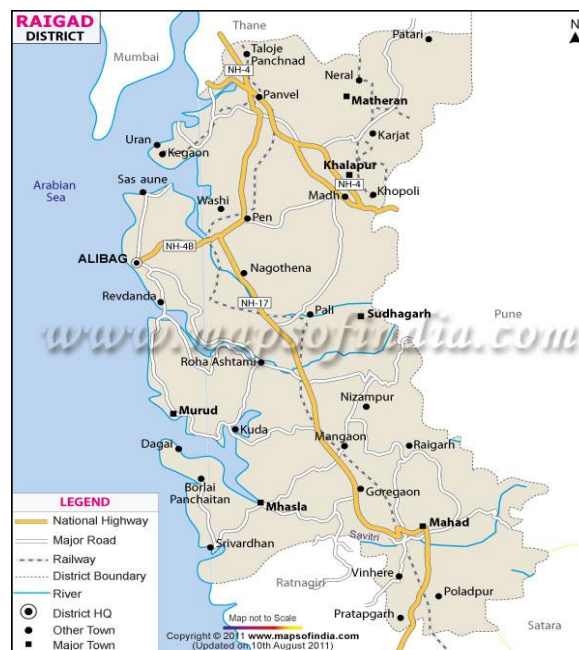 RAIGAD
DISTRICT
Thane
N
Patari
Mumbai
Taloje
Panchnad
NH-4
Neral
Panvel
Matheran
Uran
Kegaon
Karjat
Khalapur
NH-4
Arabian
Sea
Sas aune
Washi
Madh
Khopoli
Pen
NH-4B
ALIBAG
Nagothena
NH-17
Revdanda
Pali
Sudhagarh
Pune
www.mapsofindia.com
Roha Ashtami
Nizampur
Murud
Kuda
Mangaon
Raigarh
Dagai
Borlai
Panchaitan
Goregaon
Mhasla
Mahad
Savitri
Srivardhan
Vinhere
Ratnagiri
Poladpur
Pratapgarh
Satara
LEGEND
National Highway
Major Road
Railway
District Boundary
River
District HQ
Other Town
Major Town
Map not to Scale
Copyright © 2011 www.mapsofindia.com
(Updated on 10th August 2011)